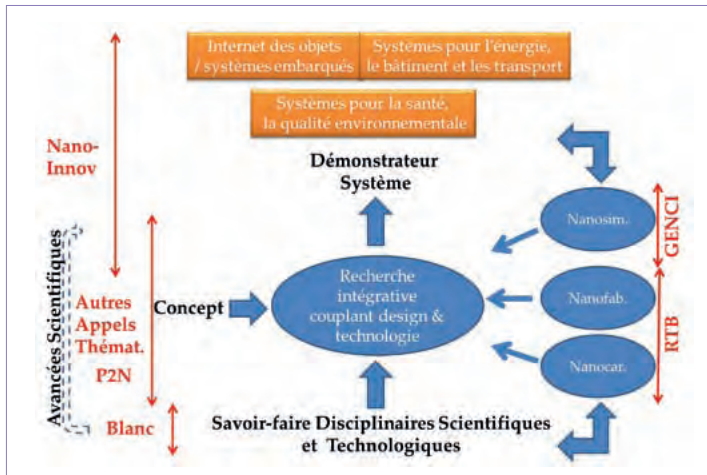 Internet des objets
/ systèmes embarqués
Systèmes pour l'énergie,
le bâtiment et les transport
Systèmes pour la santé,
la qualité environnementale
Nano-
Innov
Démonstrateur
Système
Nanosim.
GENCI
Avancées Scientifiques
Autres
Appels
Thémat.
P2N
Concept
Recherche
intégrative
couplant design &
technologie
Nanofab.
RTB
Nanocar.
Blanc
Savoir-faire Disciplinaires Scientifiques
et Technologiques